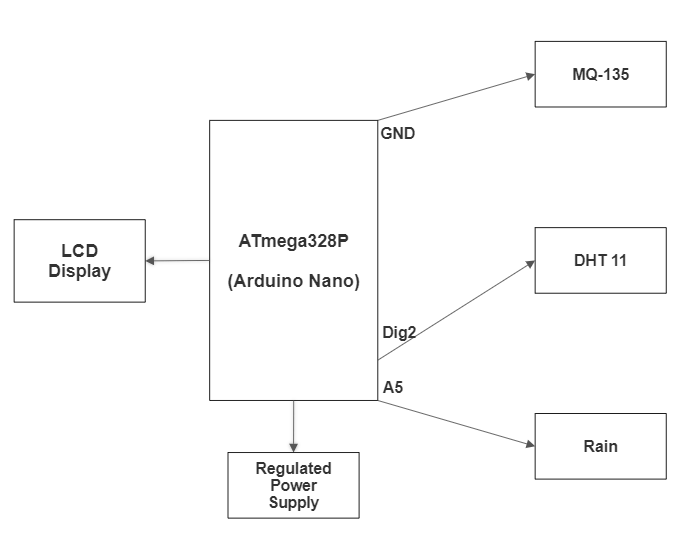 MQ-135
GND
ATmega328P
(Arduino Nano)
LCD
Display
DHT 11
Dig2
A5
Rain
Regulated
Power
Supply